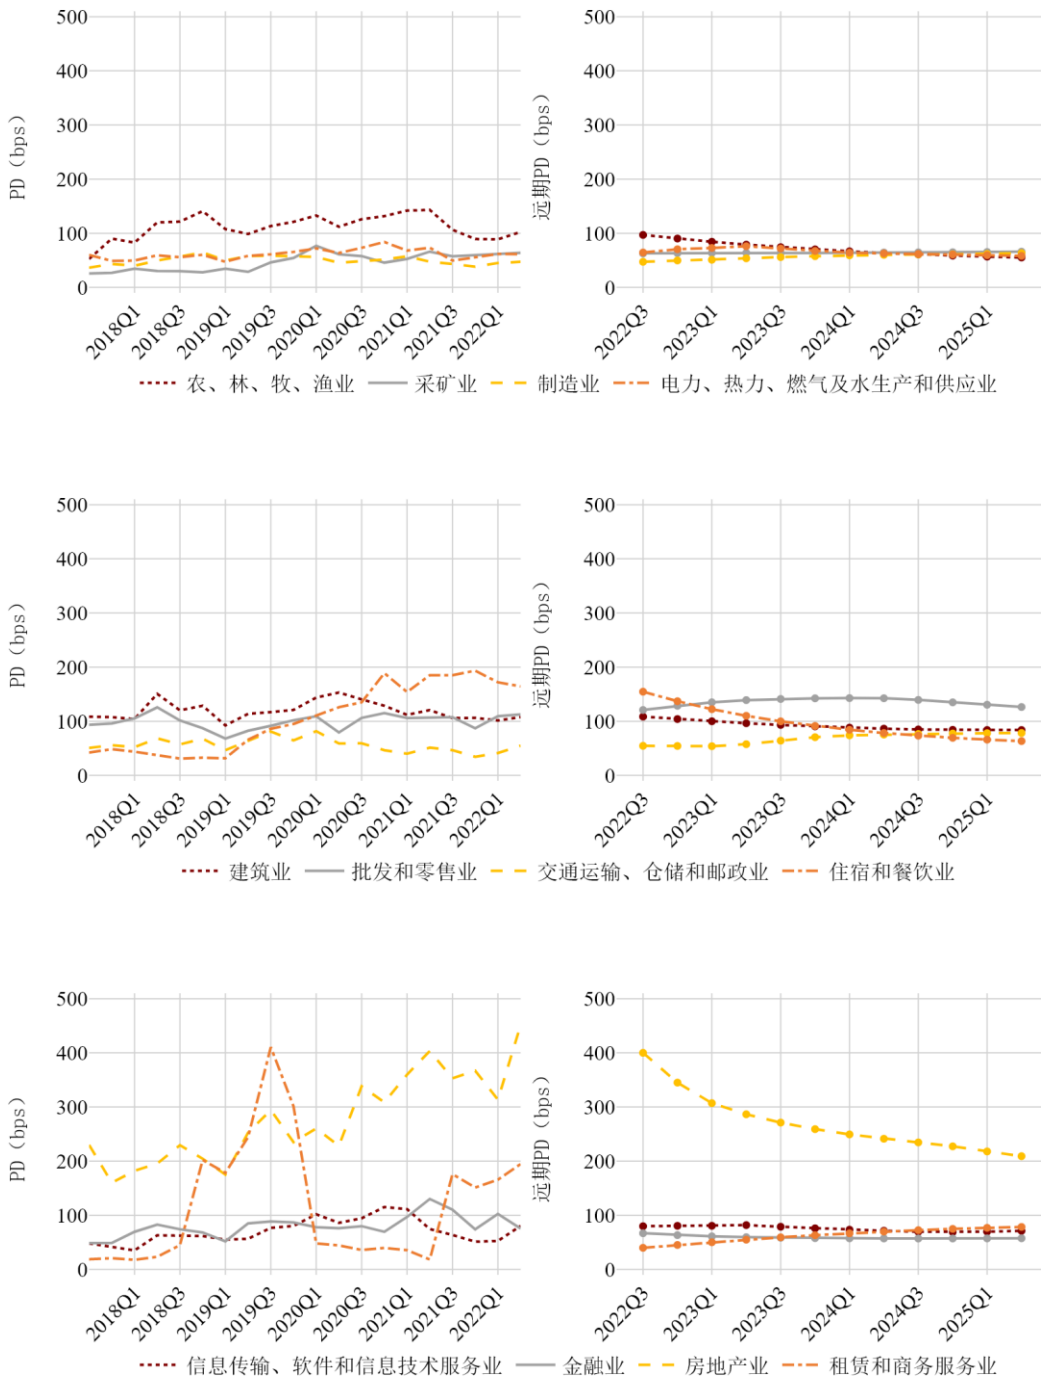 PD（bps）
500
400
300
200
100
0
2018Q1
2018Q3
2019Q1
2019Q3
2020Q1
2020Q3
2021Q1
2021Q3
2022Q1
远期PD（bps）
500
400
300
200
100
0
2022Q3
2023Q1
2023Q3
2024Q1
2024Q3
2025Q1
农、林、牧、渔业 采矿业 制造业 电力、热力、燃气及水生产和供应业
PD（bps）
500
400
300
200
100
0
2018Q1
2018Q3
2019Q1
2019Q3
2020Q1
2020Q3
2021Q1
2021Q3
2022Q1
远期PD（bps）
500
400
300
200
100
0
2022Q3
2023Q1
2023Q3
2024Q1
2024Q3
2025Q1
建筑业 批发和零售业 交通运输、仓储和邮政业 住宿和餐饮业
PD（bps）
500
400
300
200
100
0
2018Q1
2018Q3
2019Q1
2019Q3
2020Q1
2020Q3
2021Q1
2021Q3
2022Q1
远期PD（bps）
500
400
300
200
100
0
2022Q3
2023Q1
2023Q3
2024Q1
2024Q3
2025Q1
信息传输、软件和信息技术服务业 金融业 房地产业 租赁和商务服务业